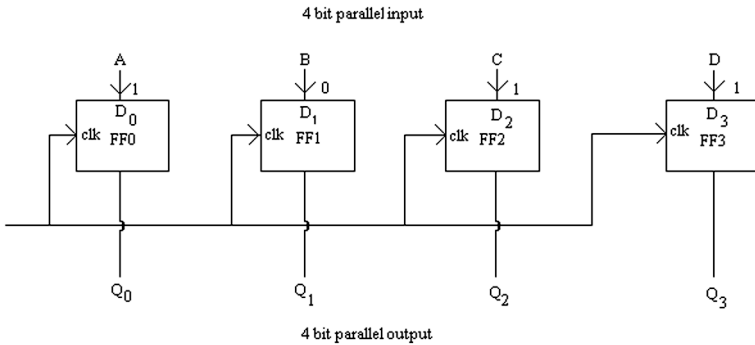 4 bit parallel input
A B C D
1 0 1 1
D0 D1 D2 D3
clk FF0 clk FF1 clk FF2 clk FF3
Q0 Q1 Q2 Q3
4 bit parallel output